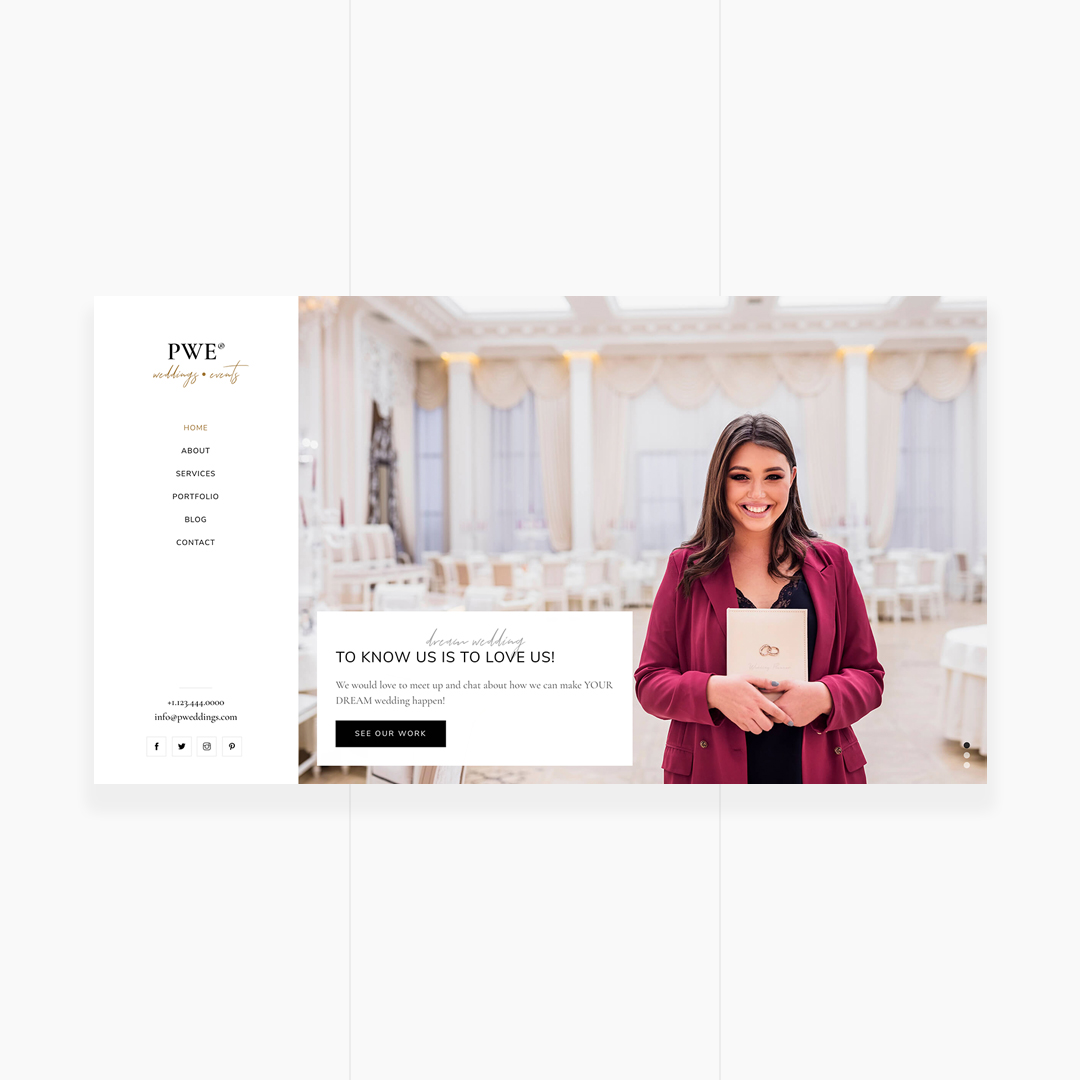 PWE®
weddings • events
HOME
ABOUT
SERVICES
PORTFOLIO
BLOG
CONTACT
+1.123.444.0000
info@pweddings.com
dream wedding
TO KNOW US IS TO LOVE US!
We would love to meet up and chat about how we can make YOUR
DREAM wedding happen!
SEE OUR WORK